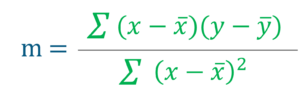 m = ∑ (x − x̄)(y − ȳ) / ∑ (x − x̄)²